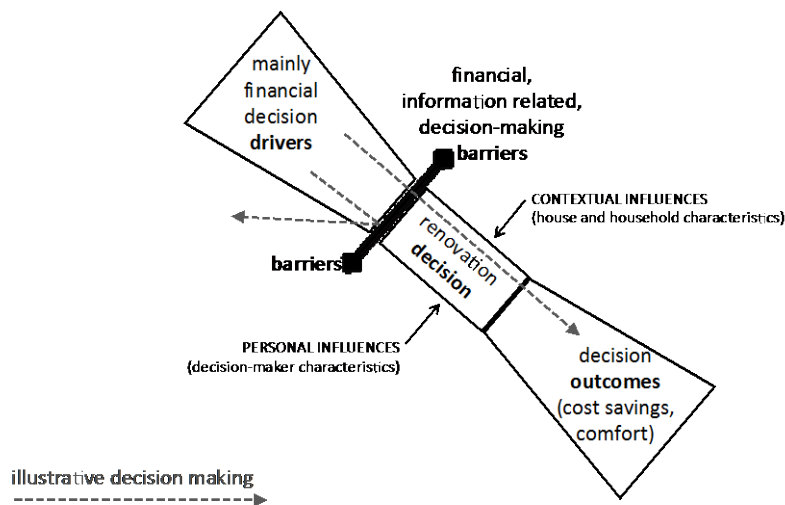 mainly
financial
decision
drivers
financial,
information related,
decision-making
barriers
CONTEXTUAL INFLUENCES
(house and household characteristics)
renovation
decision
barriers
PERSONAL INFLUENCES
(decision-maker characteristics)
decision
outcomes
(cost savings,
comfort)
illustrative decision making